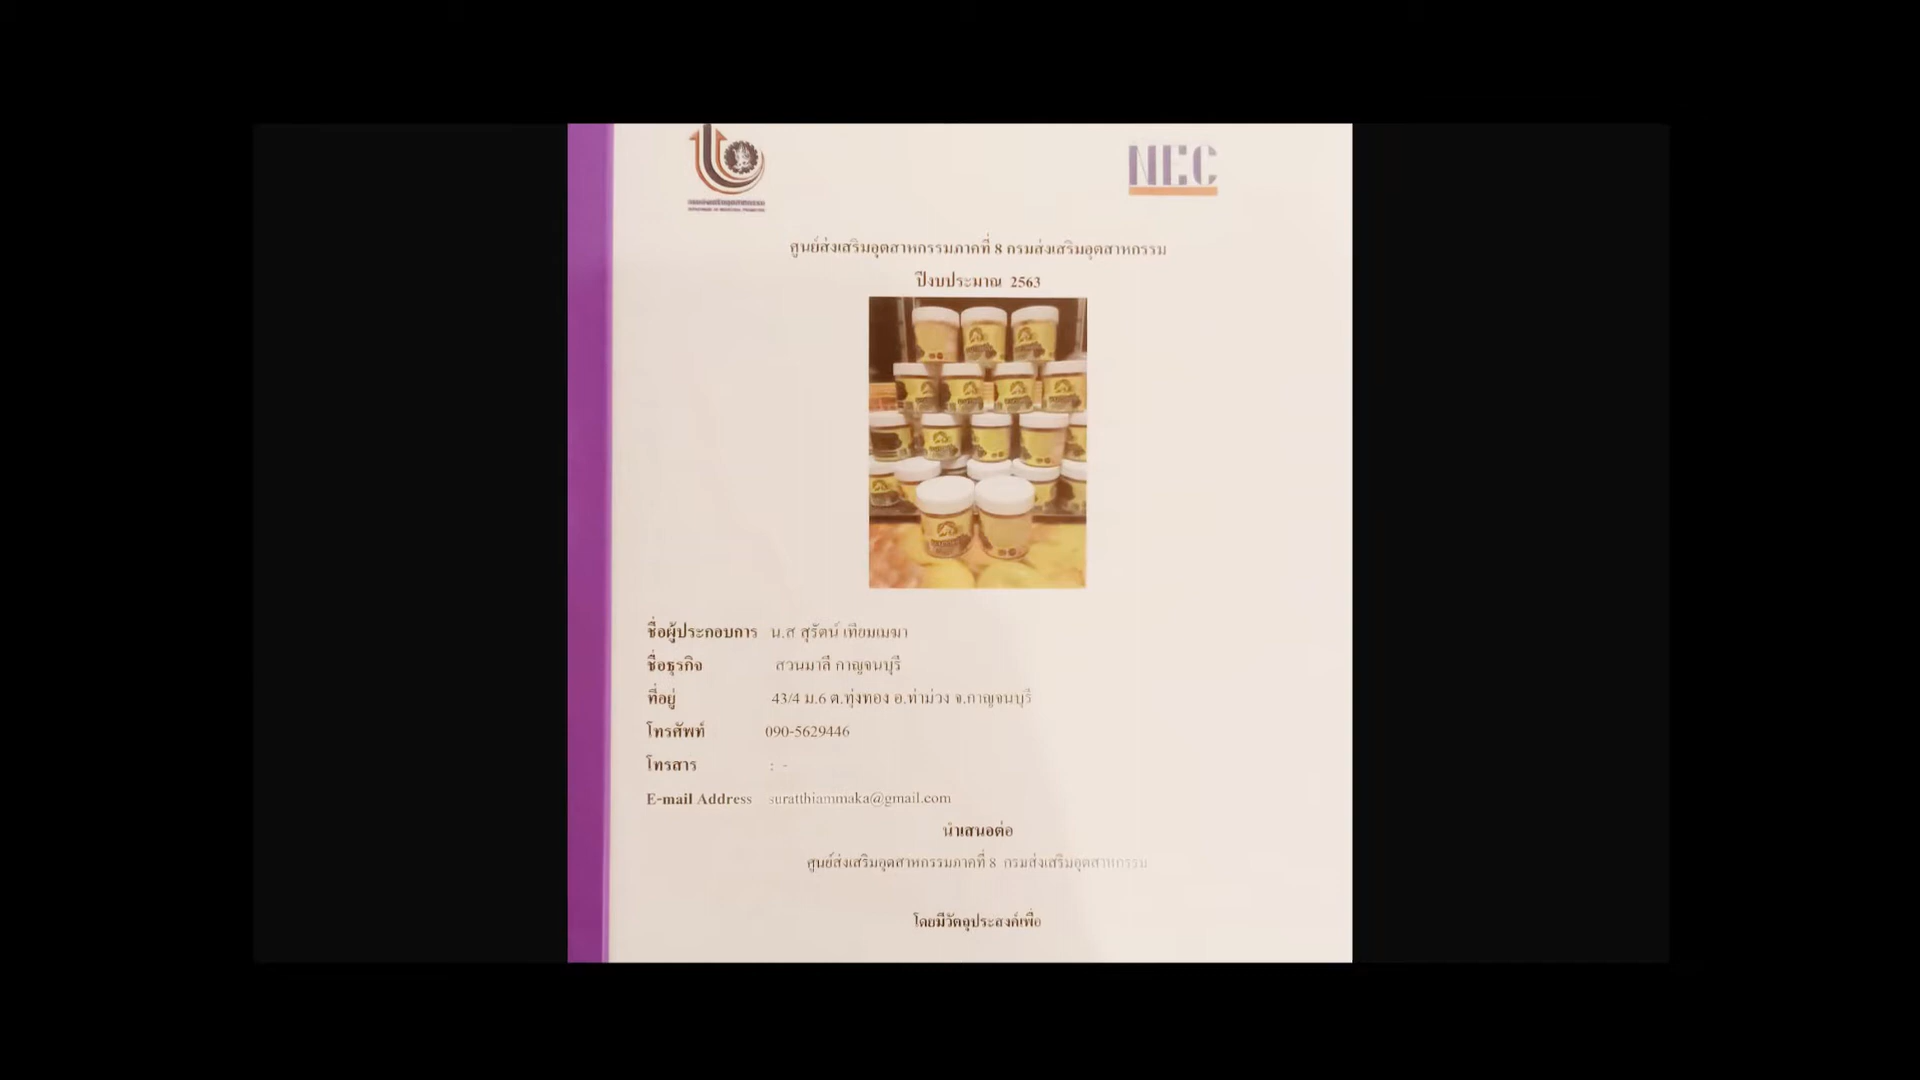 NEC
ศูนย์ส่งเสริมอุตสาหกรรมภาคที่ 8 กรมส่งเสริมอุตสาหกรรม
ปีงบประมาณ 2563
ชื่อผู้ประกอบการ น.ส สุรัตน์ เทียมเมฆา
ชื่อธุรกิจ สวนมาลี กาญจนบุรี
ที่อยู่ 43/4 ม.6 ต.ทุ่งทอง อ.ท่าม่วง จ.กาญจนบุรี
โทรศัพท์ 090-5629446
โทรสาร : -
E-mail Address suratthiammaka@gmail.com
นำเสนอต่อ
ศูนย์ส่งเสริมอุตสาหกรรมภาคที่ 8 กรมส่งเสริมอุตสาหกรรม
โดยมีวัตถุประสงค์เพื่อ